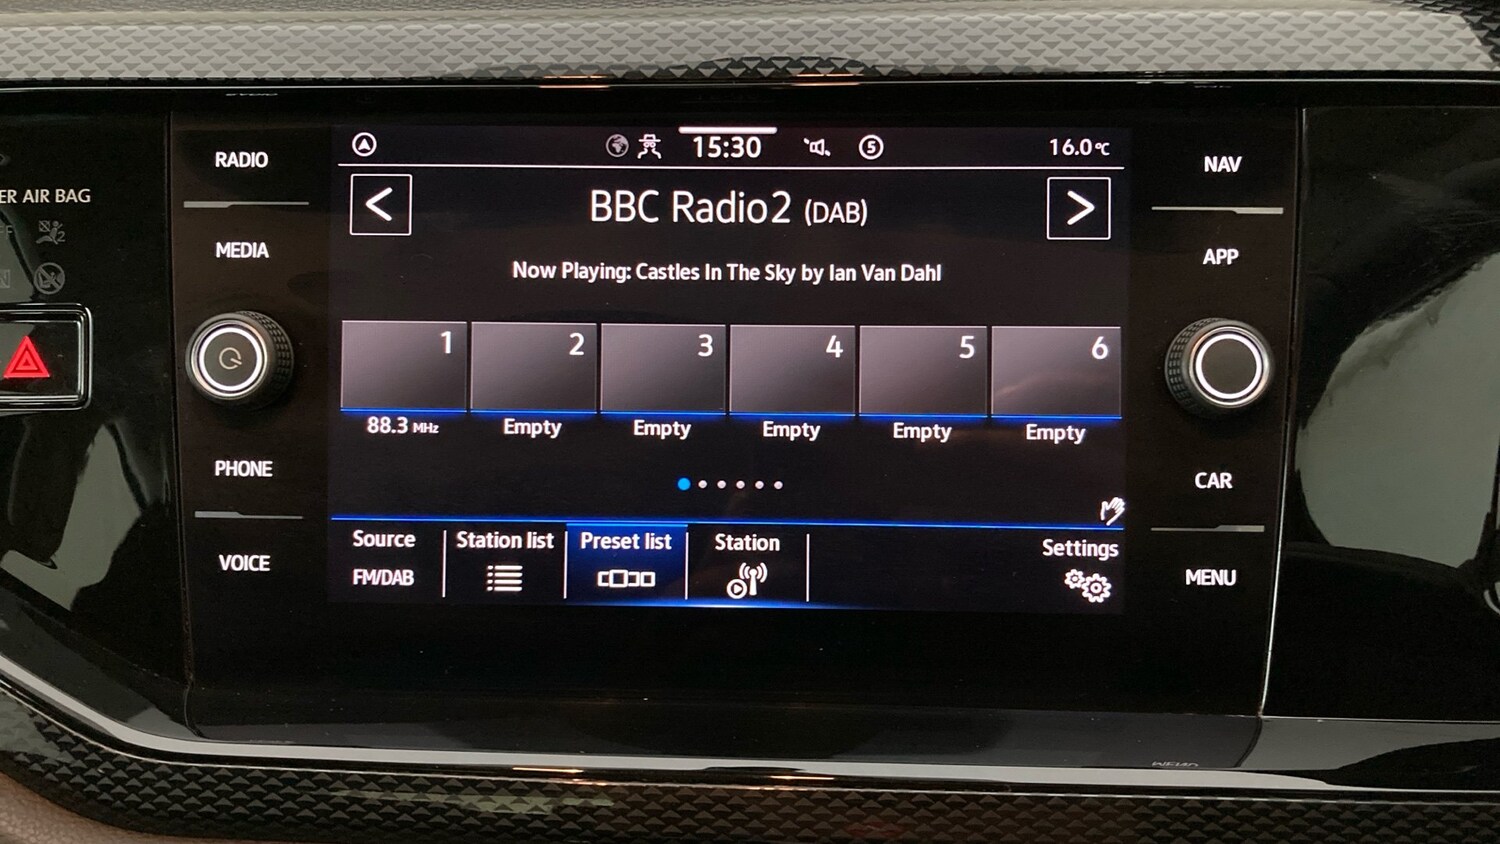 RADIO
MEDIA
PHONE
VOICE
ER AIR BAG
2
15:30
5
16.0°C
<
BBC Radio2 (DAB)
>
Now Playing: Castles In The Sky by Ian Van Dahl
1
2
3
4
5
6
88.3 MHz
Empty
Empty
Empty
Empty
Empty
Source
FM/DAB
Station list
Preset list
Station
Settings
NAV
APP
CAR
MENU